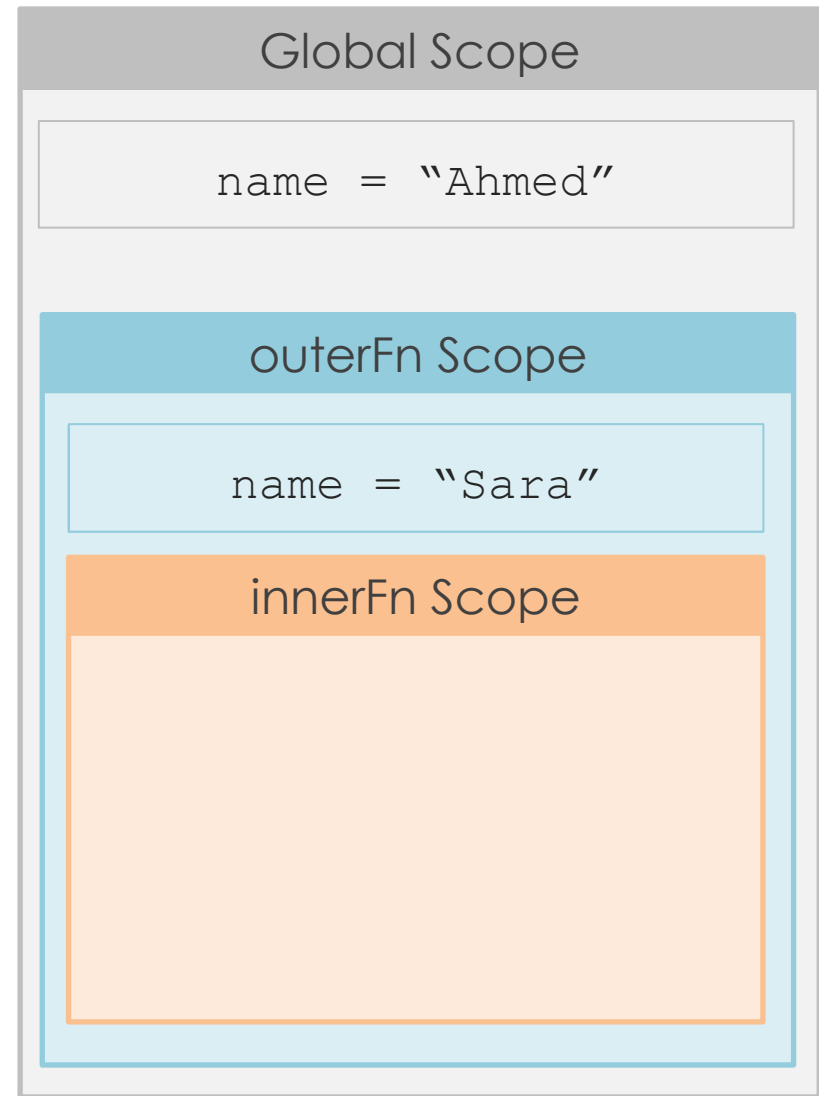 Global Scope
name = “Ahmed”
outerFn Scope
name = “Sara”
innerFn Scope